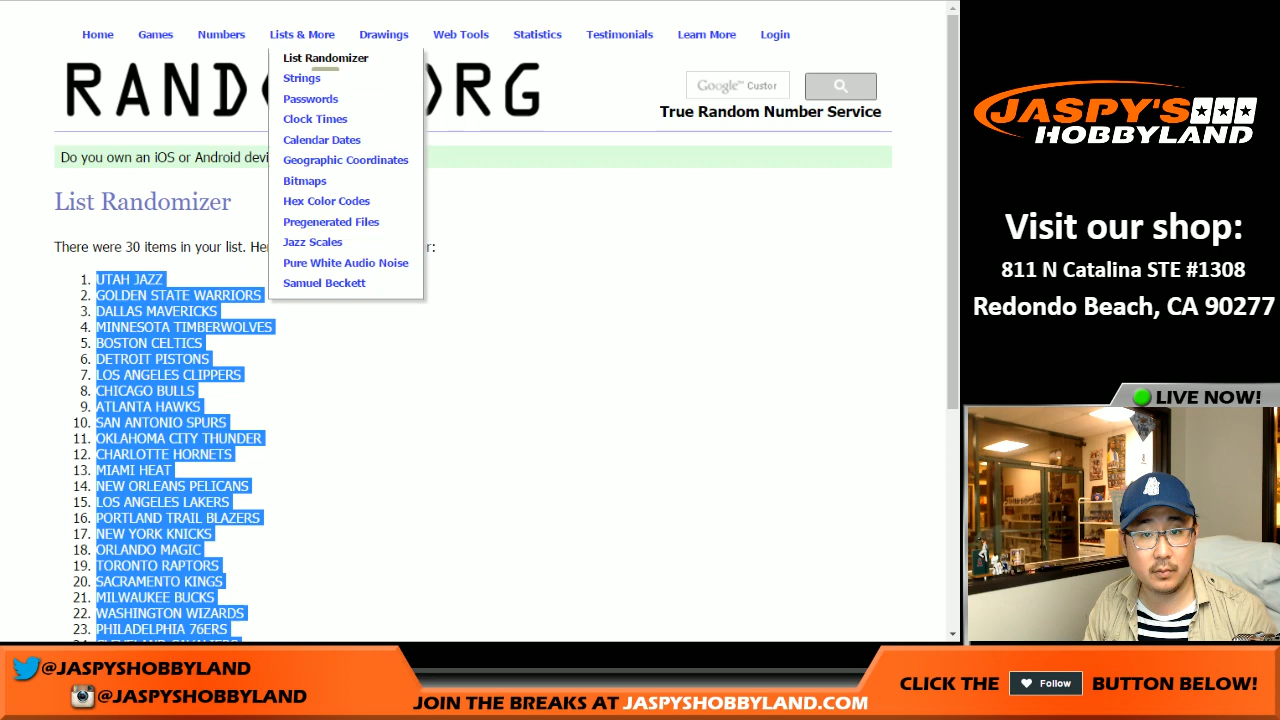 Home Games Numbers Lists & More Drawings Web Tools Statistics Testimonials Learn More Login
RANDO RG
Google™ Custor
True Random Number Service
List Randomizer
Strings
Passwords
Clock Times
Calendar Dates
Geographic Coordinates
Bitmaps
Hex Color Codes
Pregenerated Files
Jazz Scales
Pure White Audio Noise
Samuel Beckett
Do you own an iOS or Android devi
List Randomizer
There were 30 items in your list. Her r:
1. UTAH JAZZ
2. GOLDEN STATE WARRIORS
3. DALLAS MAVERICKS
4. MINNESOTA TIMBERWOLVES
5. BOSTON CELTICS
6. DETROIT PISTONS
7. LOS ANGELES CLIPPERS
8. CHICAGO BULLS
9. ATLANTA HAWKS
10. SAN ANTONIO SPURS
11. OKLAHOMA CITY THUNDER
12. CHARLOTTE HORNETS
13. MIAMI HEAT
14. NEW ORLEANS PELICANS
15. LOS ANGELES LAKERS
16. PORTLAND TRAIL BLAZERS
17. NEW YORK KNICKS
18. ORLANDO MAGIC
19. TORONTO RAPTORS
20. SACRAMENTO KINGS
21. MILWAUKEE BUCKS
22. WASHINGTON WIZARDS
23. PHILADELPHIA 76ERS
JASPY'S
HOBBYLAND
Visit our shop:
811 N Catalina STE #1308
Redondo Beach, CA 90277
LIVE NOW!
@JASPYSHOBBYLAND
@JASPYSHOBBYLAND
JOIN THE BREAKS AT JASPYSHOBBYLAND.COM
CLICK THE Follow BUTTON BELOW!